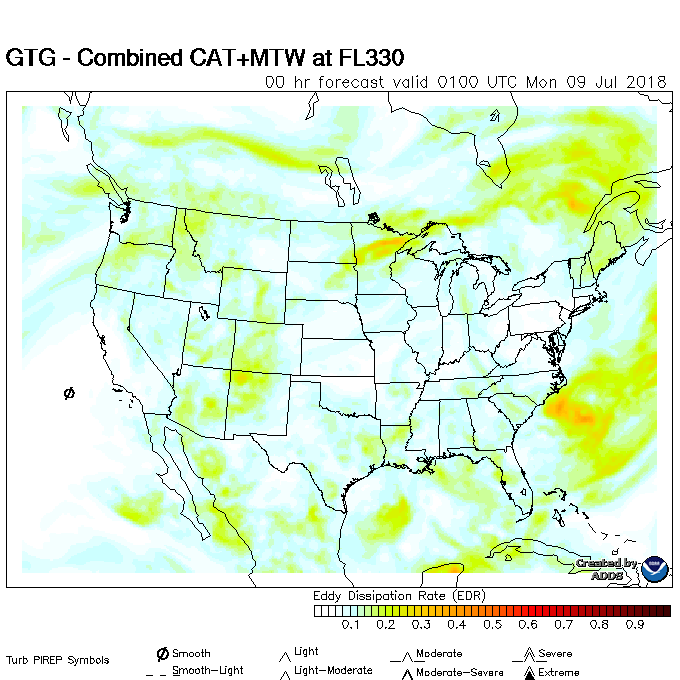 GTG - Combined CAT+MTW at FL330
00 hr forecast valid 0100 UTC Mon 09 Jul 2018
Created by
ADDS
Eddy Dissipation Rate (EDR)
0.1 0.2 0.3 0.4 0.5 0.6 0.7 0.8 0.9
Turb PIREP Symbols
Smooth Light Moderate Severe
Smooth-Light Light-Moderate Moderate-Severe Extreme